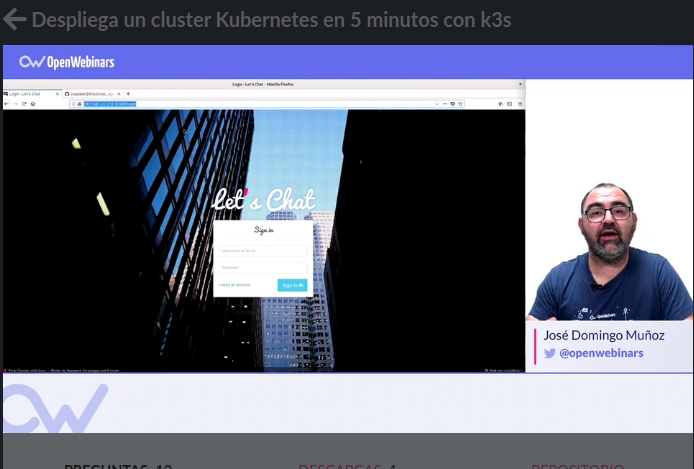 Despliega un cluster Kubernetes en 5 minutos con k3s
OpenWebinars
Login - Let's Chat - Mozilla Firefox
Login - Let's Chat
Let's Chat
Sign in
Username or Email
Password
I need an account
Sign in
OpenWebinars
José Domingo Muñoz
@openwebinars
PREGUNTAS 12
DESCARGAS 1
REPOSITORIO